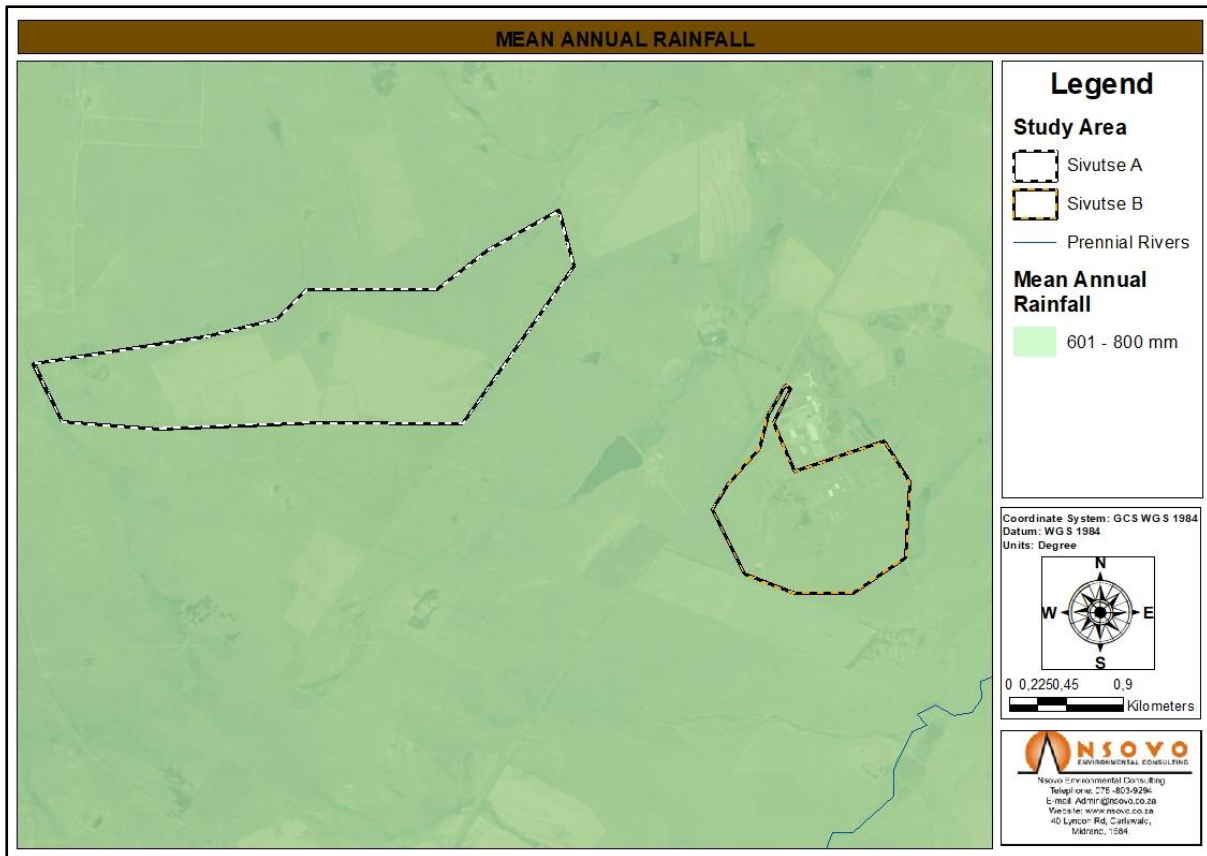 MEAN ANNUAL RAINFALL
Legend
Study Area
Sivutse A
Sivutse B
Prennial Rivers
Mean Annual
Rainfall
601 - 800 mm
Coordinate System: GCS WGS 1984
Datum: WGS 1984
Units: Degree
N
W
E
S
0 0,2250,45 0,9
Kilometers
NSOVO
ENVIRONMENTAL CONSULTING
Nsovo Environmental Consulting
Telephone: 078 -803-9294
E-mail: Admin@nsovo.co.za
Website: www.nsovo.co.za
40 Lyncon Rd, Carlswald,
Midrand, 1684.